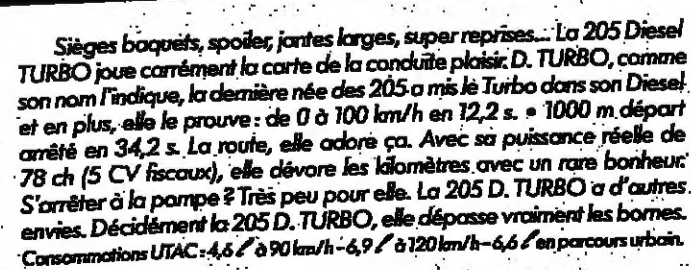 Sièges baquets, spoiler, jantes larges, super reprises... La 205 Diesel
TURBO joue carrément la carte de la conduite plaisir. D. TURBO, comme
son nom l'indique, la dernière née des 205 a mis le Turbo dans son Diesel
et en plus, elle le prouve : de 0 à 100 km/h en 12,2 s. • 1000 m départ
arrêté en 34,2 s. La route, elle adore ça. Avec sa puissance réelle de
78 ch (5 CV fiscaux), elle dévore les kilomètres avec un rare bonheur.
S'arrêter à la pompe ? Très peu pour elle. La 205 D. TURBO a d'autres
envies. Décidément la 205 D. TURBO, elle dépasse vraiment les bornes.
Consommations UTAC : 4,6 l à 90 km/h - 6,9 l à 120 km/h - 6,6 l en parcours urbain.